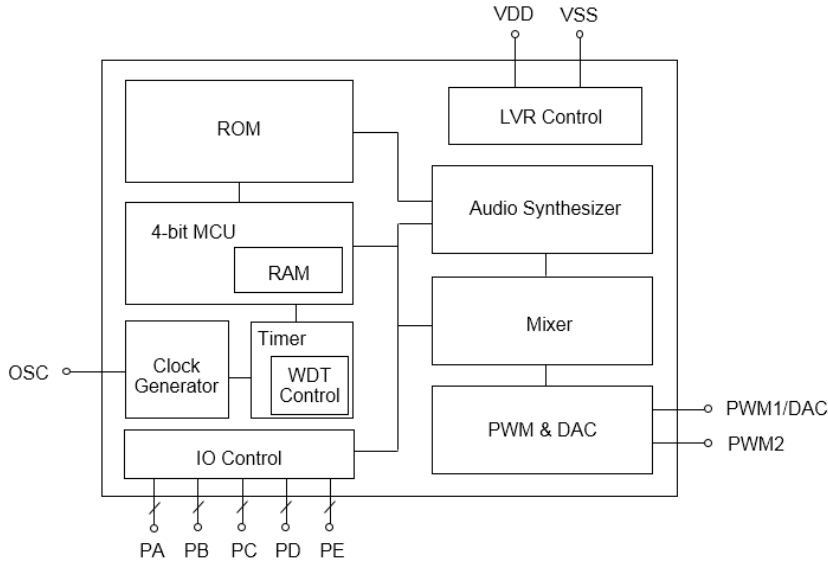 VDD VSS
ROM
LVR Control
4-bit MCU
RAM
Audio Synthesizer
Timer
WDT
Control
Mixer
OSC
Clock
Generator
PWM & DAC
PWM1/DAC
PWM2
IO Control
PA PB PC PD PE